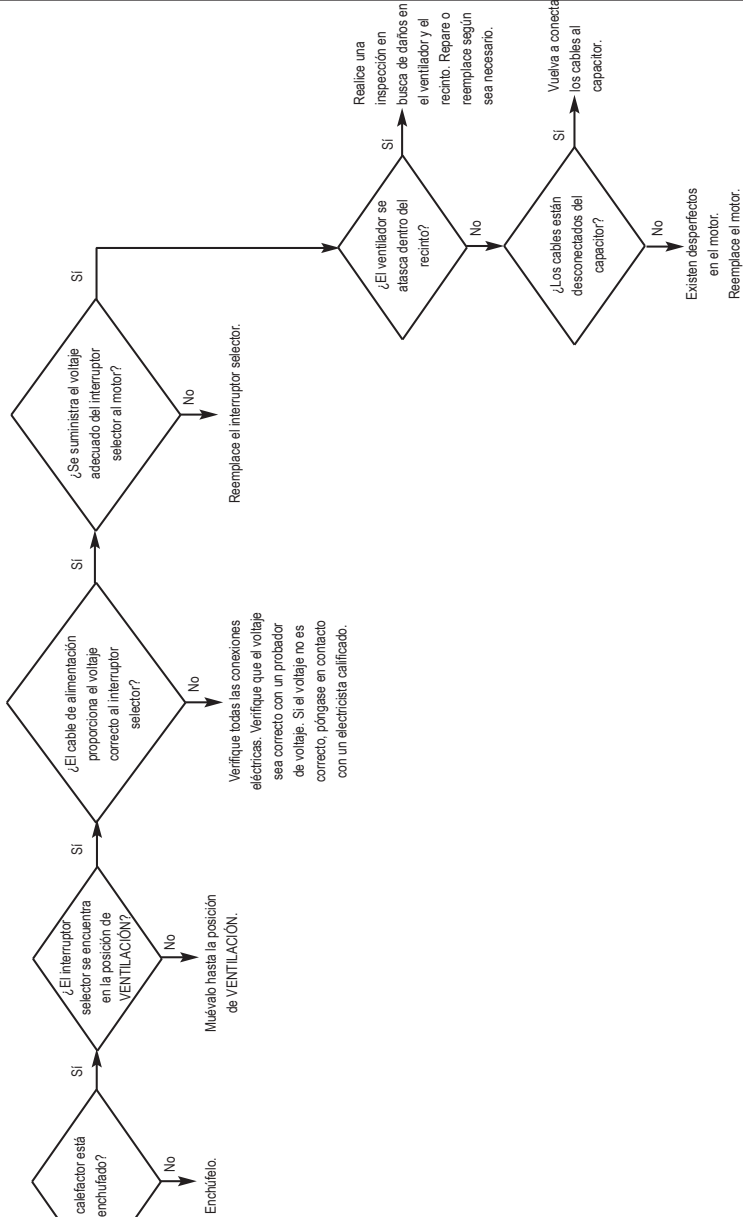 calefactor está
enchufado?
Sí
No
Enchúfelo.
¿El interruptor
selector se encuentra
en la posición de
VENTILACIÓN?
Sí
No
Muévalo hasta la posición
de VENTILACIÓN.
¿El cable de alimentación
proporciona el voltaje
correcto al interruptor
selector?
Sí
No
Verifique todas las conexiones
eléctricas. Verifique que el voltaje
sea correcto con un probador
de voltaje. Si el voltaje no es
correcto, póngase en contacto
con un electricista calificado.
¿Se suministra el voltaje
adecuado del interruptor
selector al motor?
Sí
No
Reemplace el interruptor selector.
¿El ventilador se
atasca dentro del
recinto?
Sí
No
Realice una
inspección en
busca de daños en
el ventilador y el
recinto. Repare o
reemplace según
sea necesario.
¿Los cables están
desconectados del
capacitor?
Sí
No
Vuelva a conecta
los cables al
capacitor.
Existen desperfectos
en el motor.
Reemplace el motor.